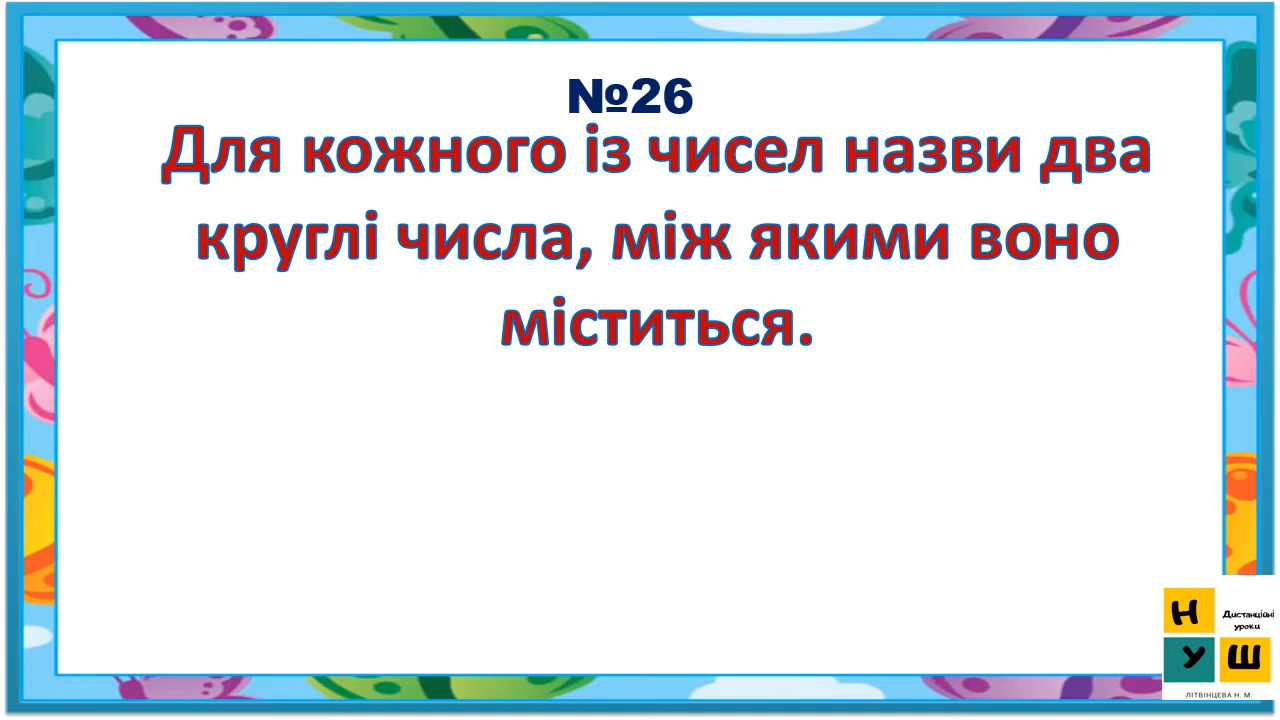 №26
Для кожного із чисел назви два
круглі числа, між якими воно
міститься.
Н
Дистанційні
уроки
У Ш
ЛІТВІНЦЕВА Н. М.